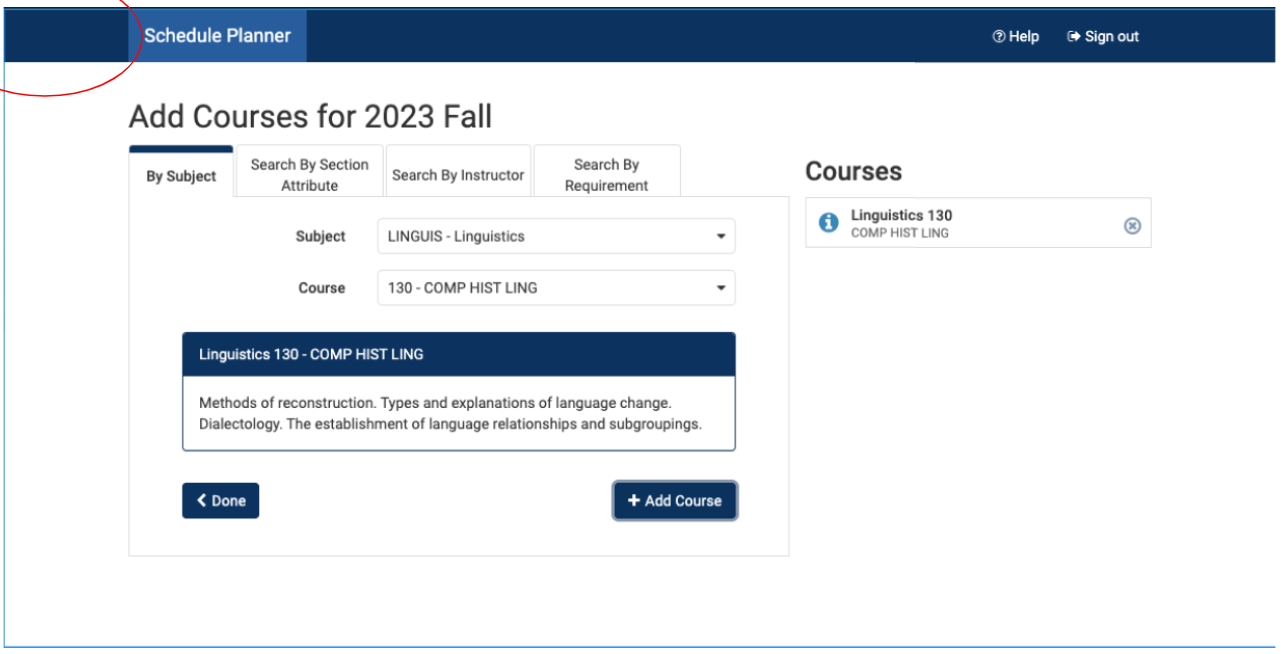 Schedule Planner
Help
Sign out
Add Courses for 2023 Fall
By Subject
Search By Section
Attribute
Search By Instructor
Search By
Requirement
Subject
LINGUIS - Linguistics
Course
130 - COMP HIST LING
Linguistics 130 - COMP HIST LING
Methods of reconstruction. Types and explanations of language change.
Dialectology. The establishment of language relationships and subgroupings.
Done
+ Add Course
Courses
Linguistics 130
COMP HIST LING